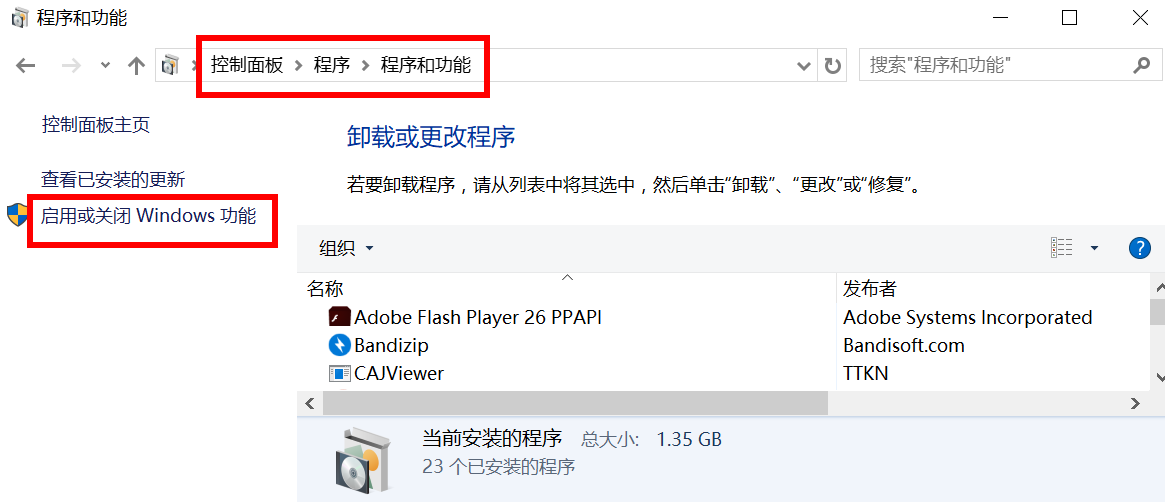 程序和功能
控制面板 > 程序 > 程序和功能
搜索"程序和功能"
控制面板主页
查看已安装的更新
启用或关闭 Windows 功能
卸载或更改程序
若要卸载程序，请从列表中将其选中，然后单击“卸载”、“更改”或“修复”。
组织
名称 发布者
Adobe Flash Player 26 PPAPI Adobe Systems Incorporated
Bandizip Bandisoft.com
CAJViewer TTKN
当前安装的程序 总大小: 1.35 GB
23 个已安装的程序